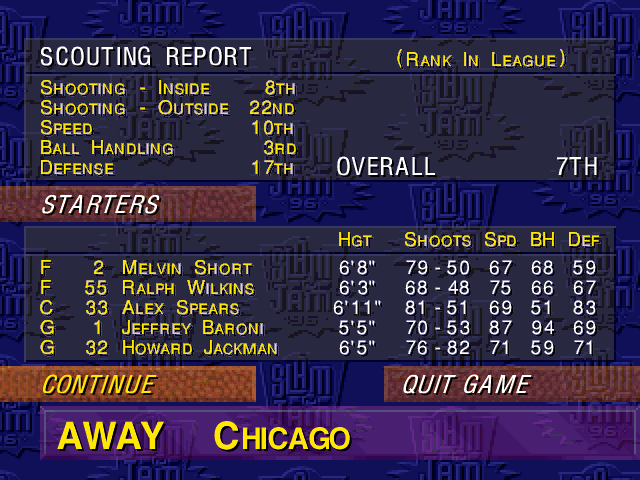 SCOUTING REPORT (RANK IN LEAGUE)
SHOOTING - INSIDE 8TH
SHOOTING - OUTSIDE 22ND
SPEED 10TH
BALL HANDLING 3RD
DEFENSE 17TH OVERALL 7TH
STARTERS
HGT SHOOTS SPD BH DEF
F 2 MELVIN SHORT 6'8" 79 - 50 67 68 59
F 55 RALPH WILKINS 6'3" 68 - 48 75 66 67
C 33 ALEX SPEARS 6'11" 81 - 51 69 51 83
G 1 JEFFREY BARONI 5'5" 70 - 53 87 94 69
G 32 HOWARD JACKMAN 6'5" 76 - 82 71 59 71
CONTINUE QUIT GAME
AWAY CHICAGO